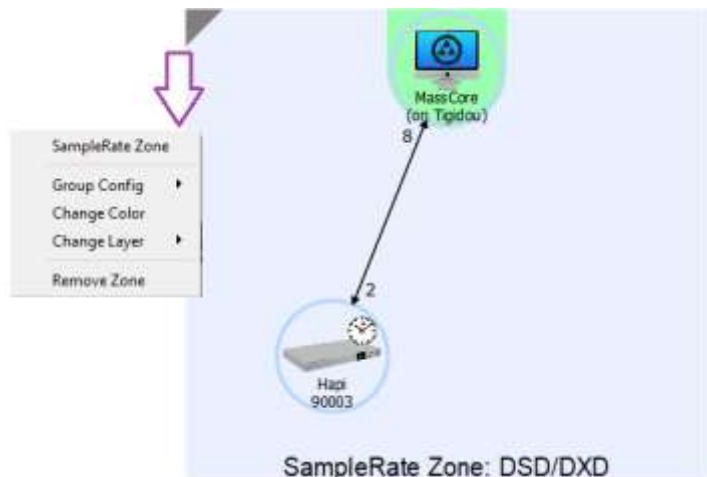 MassCore
(on Tigidou)
8
SampleRate Zone
Group Config
Change Color
Change Layer
Remove Zone
2
Hapi
90003
SampleRate Zone: DSD/DXD